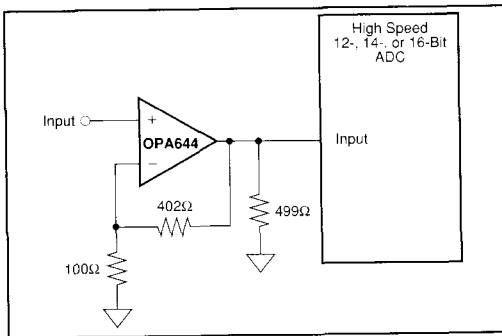 High Speed
12-, 14-, or 16-Bit
ADC
Input
+
OPA644
−
Input
402Ω
499Ω
100Ω